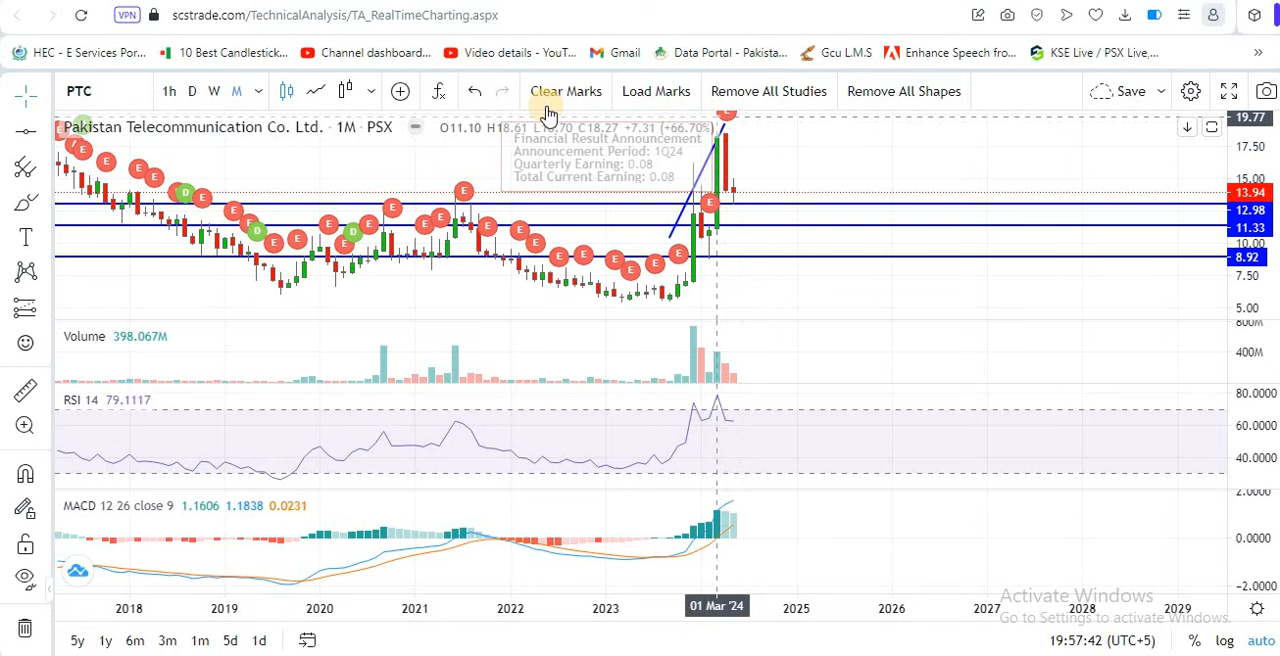 VPN scstrade.com/TechnicalAnalysis/TA_RealTimeCharting.aspx
HEC - E Services Por... 10 Best Candlestick... Channel dashboard... Video details - YouT... Gmail Data Portal - Pakista... Gcu L.M.S Enhance Speech fro... KSE Live / PSX Live,... »
PTC 1h D W M Clear Marks Load Marks Remove All Studies Remove All Shapes Save
Pakistan Telecommunication Co. Ltd. · 1M · PSX O11.10 H18.61 L10.70 C18.27 +7.31 (+66.70%)
Financial Result Announcement
Announcement Period: 1Q24
Quarterly Earning: 0.08
Total Current Earning: 0.08
19.77
17.50
15.00
13.94
12.98
11.33
10.00
8.92
7.50
5.00
Volume 398.067M
800M
400M
RSI 14 79.1117
80.0000
60.0000
40.0000
MACD 12 26 close 9 1.1606 1.1838 0.0231
2.0000
0.0000
-2.0000
2018 2019 2020 2021 2022 2023 01 Mar '24 2025 2026 2027 2028 2029
Activate Windows
Go to Settings to activate Windows.
5y 1y 6m 3m 1m 5d 1d 19:57:42 (UTC+5) % log auto